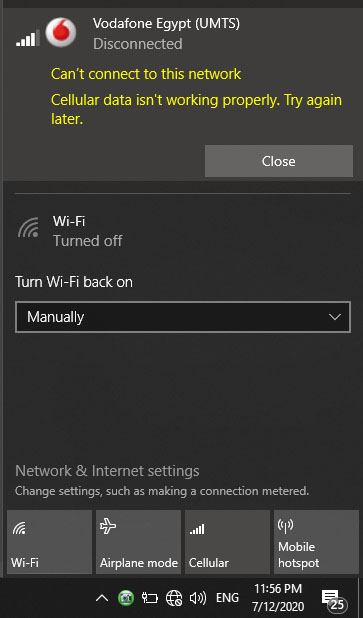 Vodafone Egypt (UMTS)
Disconnected
Can't connect to this network
Cellular data isn't working properly. Try again
later.
Close
Wi-Fi
Turned off
Turn Wi-Fi back on
Manually
Network & Internet settings
Change settings, such as making a connection metered.
Wi-Fi
Airplane mode
Cellular
Mobile
hotspot
ENG
11:56 PM
7/12/2020
25